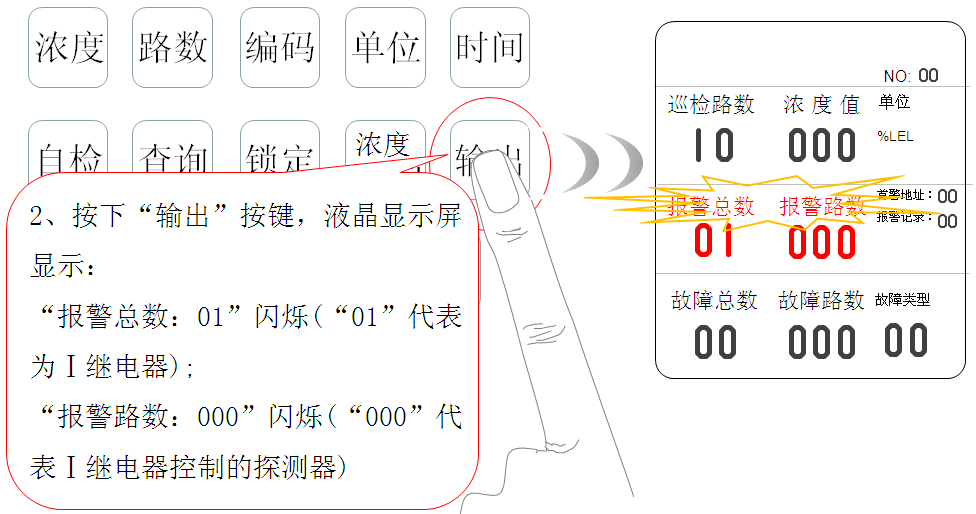 浓度 路数 编码 单位 时间
自检 查询 锁定 浓度 输出
2、按下“输出”按键，液晶显示屏
显示：
“报警总数：01”闪烁(“01”代表
为Ⅰ继电器);
“报警路数：000”闪烁(“000”代
表Ⅰ继电器控制的探测器)
NO: 00
巡检路数 浓度值 单位
10 000 %LEL
报警总数 报警路数 首警地址：00
报警记录：00
01 000
故障总数 故障路数 故障类型
00 000 00